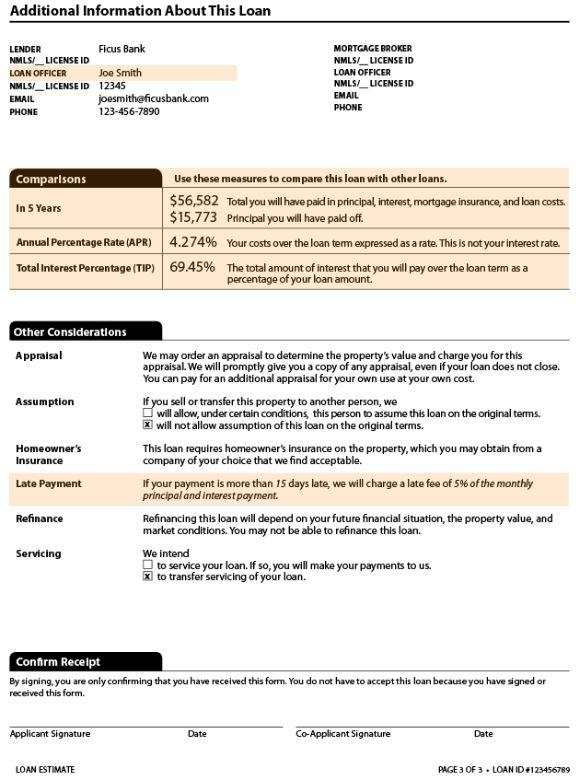 Additional Information About This Loan
LENDER Ficus Bank
NMLS/__ LICENSE ID
LOAN OFFICER Joe Smith
NMLS/__ LICENSE ID 12345
EMAIL joesmith@ficusbank.com
PHONE 123-456-7890
MORTGAGE BROKER
NMLS/__ LICENSE ID
LOAN OFFICER
NMLS/__ LICENSE ID
EMAIL
PHONE
Comparisons Use these measures to compare this loan with other loans.
In 5 Years
$56,582 Total you will have paid in principal, interest, mortgage insurance, and loan costs.
$15,773 Principal you will have paid off.
Annual Percentage Rate (APR) 4.274% Your costs over the loan term expressed as a rate. This is not your interest rate.
Total Interest Percentage (TIP) 69.45% The total amount of interest that you will pay over the loan term as a
percentage of your loan amount.
Other Considerations
Appraisal We may order an appraisal to determine the property's value and charge you for this
appraisal. We will promptly give you a copy of any appraisal, even if your loan does not close.
You can pay for an additional appraisal for your own use at your own cost.
Assumption If you sell or transfer this property to another person, we
☐ will allow, under certain conditions, this person to assume this loan on the original terms.
☒ will not allow assumption of this loan on the original terms.
Homeowner's This loan requires homeowner's insurance on the property, which you may obtain from a
Insurance company of your choice that we find acceptable.
Late Payment If your payment is more than 15 days late, we will charge a late fee of 5% of the monthly
principal and interest payment.
Refinance Refinancing this loan will depend on your future financial situation, the property value, and
market conditions. You may not be able to refinance this loan.
Servicing We intend
☐ to service your loan. If so, you will make your payments to us.
☒ to transfer servicing of your loan.
Confirm Receipt
By signing, you are only confirming that you have received this form. You do not have to accept this loan because you have signed or
received this form.
Applicant Signature Date Co-Applicant Signature Date
LOAN ESTIMATE PAGE 3 OF 3 • LOAN ID #123456789